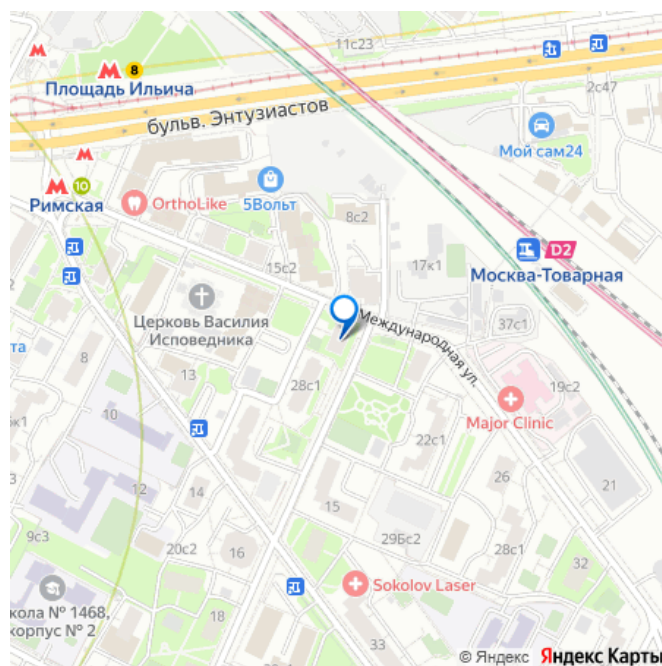 11с23
8
Площадь Ильича
2с47
бульв. Энтузиастов
Мой сам24
10
Римская
OrthoLike
5Вольт
8с2
D2
Москва-Товарная
15с2
17к1
Церковь Василия
Исповедника
Международная ул.
37с1
та
8
13
28с1
19с2
Major Clinic
10
22с1
12
14
15
26
21
9с3
20с2
16
29Бс2
28с1
32
Sokolov Laser
кола № 1468,
корпус № 2
18
33
© Яндекс Яндекс Карты